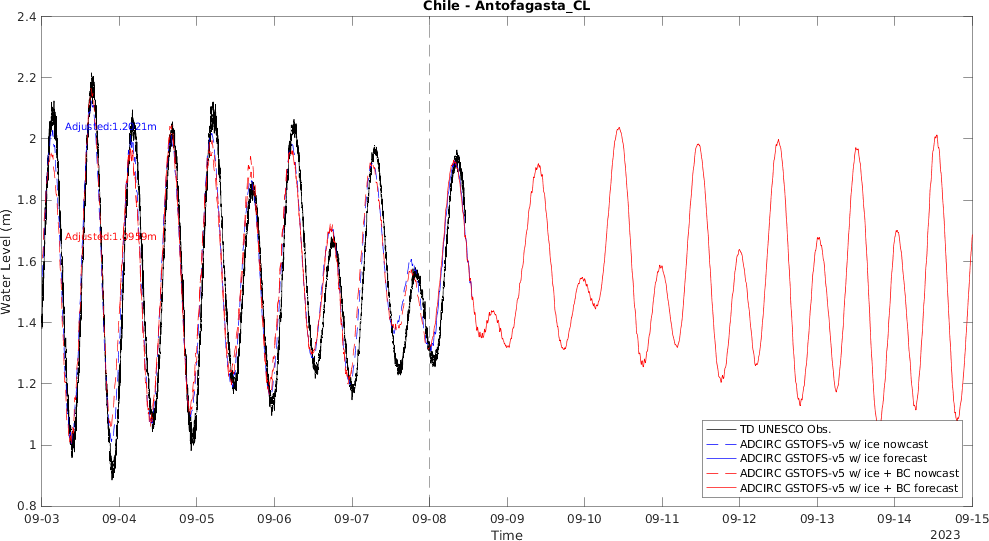 Chile - Antofagasta_CL
2.4
2.2
2
1.8
1.6
1.4
1.2
1
0.8
Water Level (m)
Adjusted:1.2021m
Adjusted:1.0959m
TD UNESCO Obs.
ADCIRC GSTOFS-v5 w/ ice nowcast
ADCIRC GSTOFS-v5 w/ ice forecast
ADCIRC GSTOFS-v5 w/ ice + BC nowcast
ADCIRC GSTOFS-v5 w/ ice + BC forecast
09-03 09-04 09-05 09-06 09-07 09-08 09-09 09-10 09-11 09-12 09-13 09-14 09-15
Time
2023